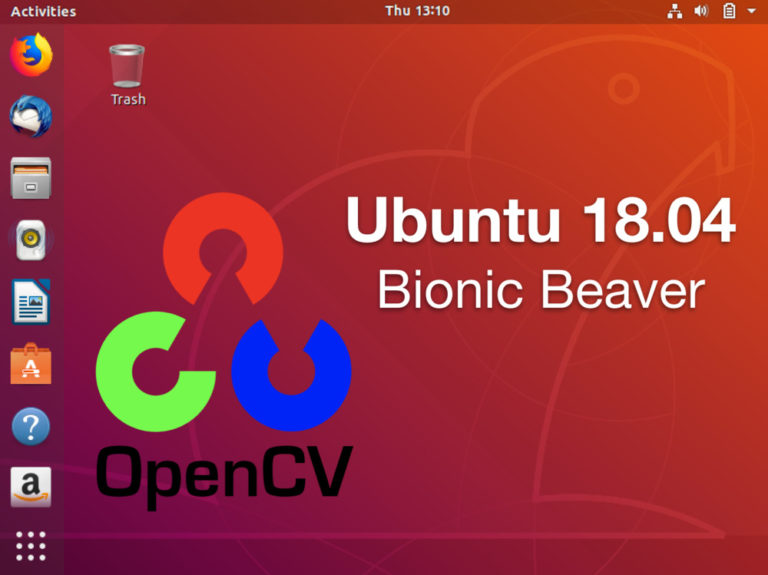 Activities
Thu 13:10
Trash
Ubuntu 18.04
Bionic Beaver
OpenCV
A
?
a